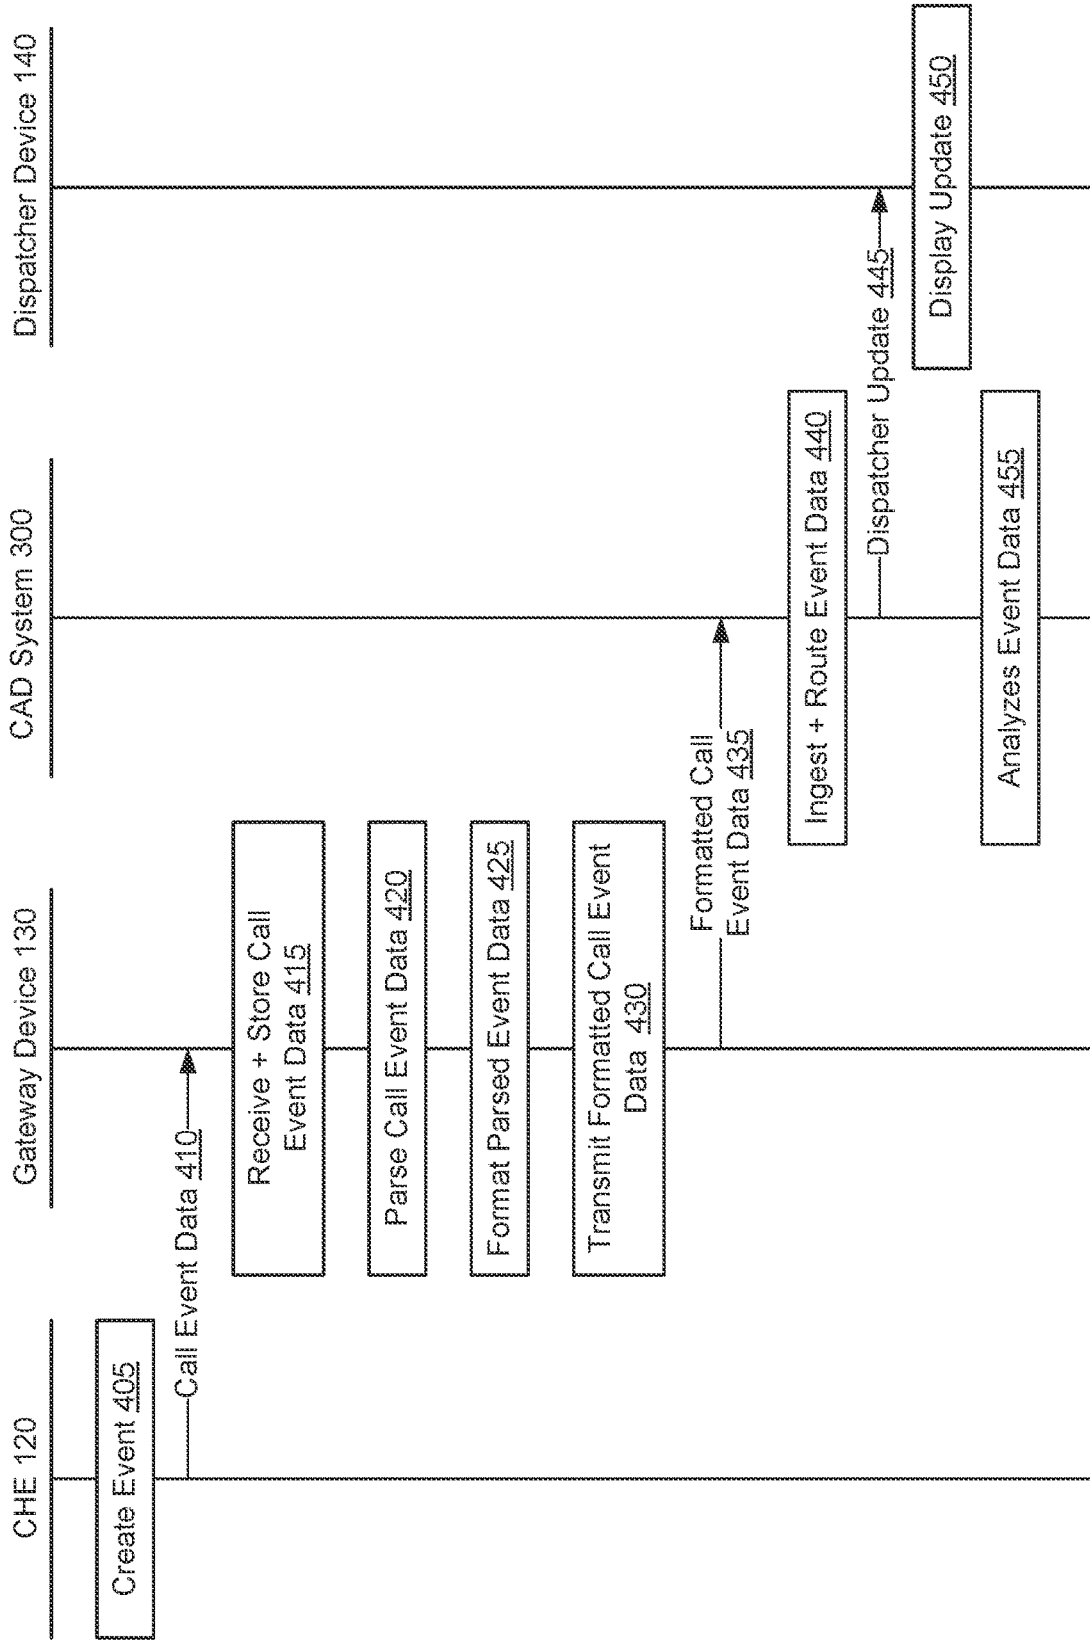 CHE 120
Gateway Device 130
CAD System 300
Dispatcher Device 140
Create Event 405
Call Event Data 410
Receive + Store Call
Event Data 415
Parse Call Event Data 420
Format Parsed Event Data 425
Transmit Formatted Call Event
Data 430
Formatted Call
Event Data 435
Ingest + Route Event Data 440
Dispatcher Update 445
Display Update 450
Analyzes Event Data 455